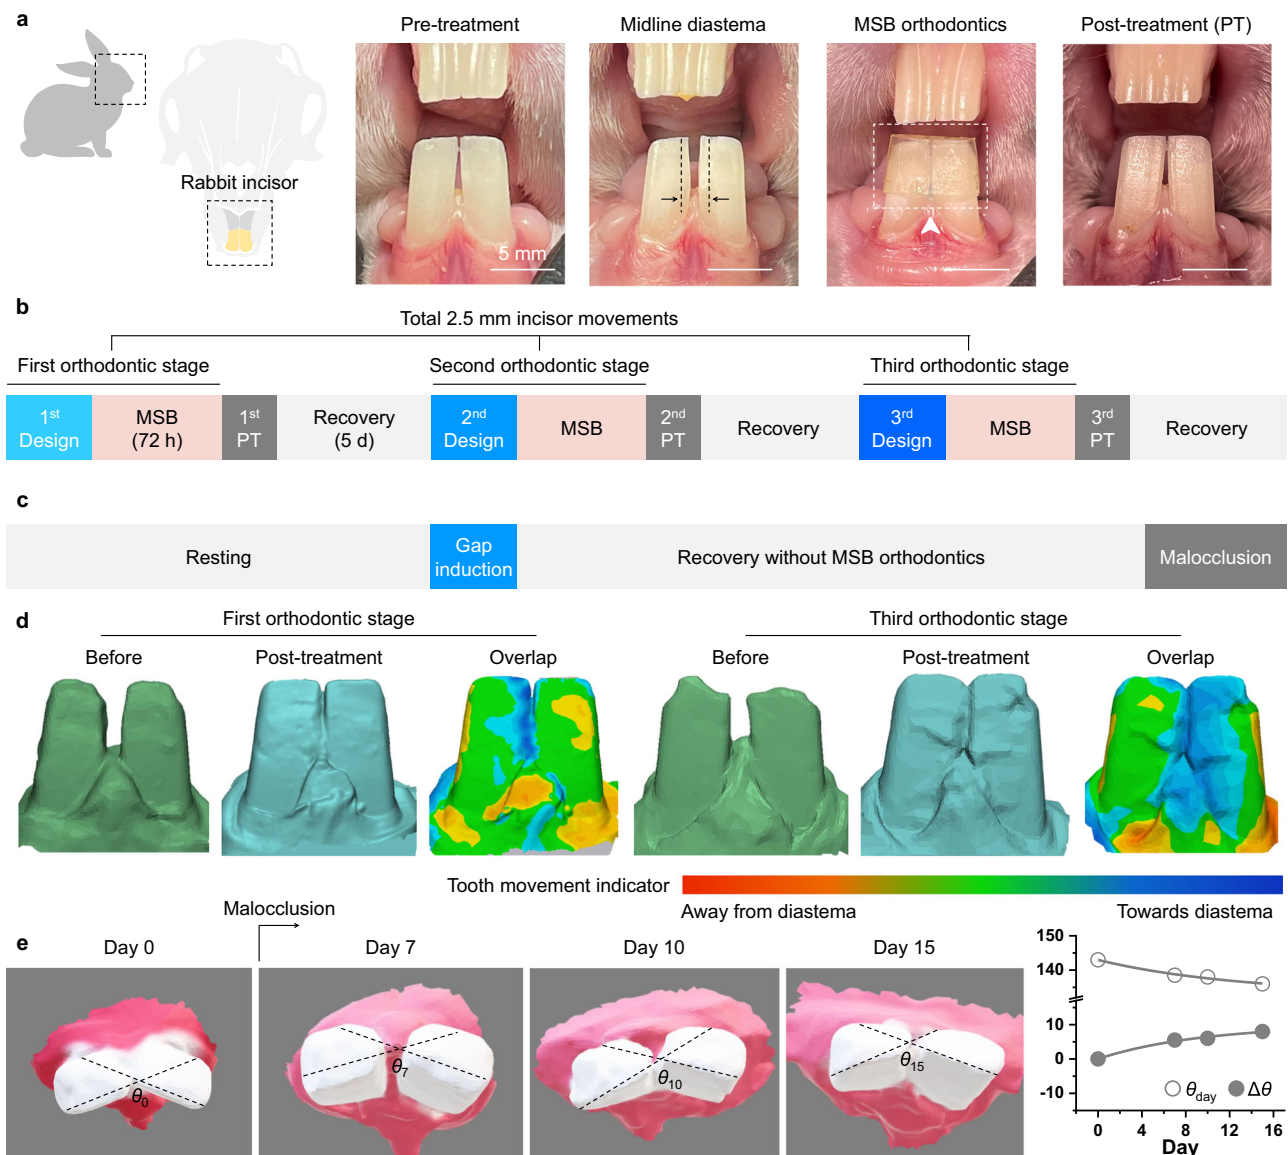 a
Pre-treatment
Midline diastema
MSB orthodontics
Post-treatment (PT)
Rabbit incisor
5 mm
b
Total 2.5 mm incisor movements
First orthodontic stage
Second orthodontic stage
Third orthodontic stage
1st
Design
MSB
(72 h)
1st
PT
Recovery
(5 d)
2nd
Design
MSB
2nd
PT
Recovery
3rd
Design
MSB
3rd
PT
Recovery
c
Resting
Gap
induction
Recovery without MSB orthodontics
Malocclusion
d
First orthodontic stage
Third orthodontic stage
Before
Post-treatment
Overlap
Before
Post-treatment
Overlap
Tooth movement indicator
Away from diastema
Towards diastema
Malocclusion
e
Day 0
Day 7
Day 10
Day 15
θ0
θ7
θ10
θ15
150
140
10
0
-10
θday
Δθ
0
4
8
12
16
Day